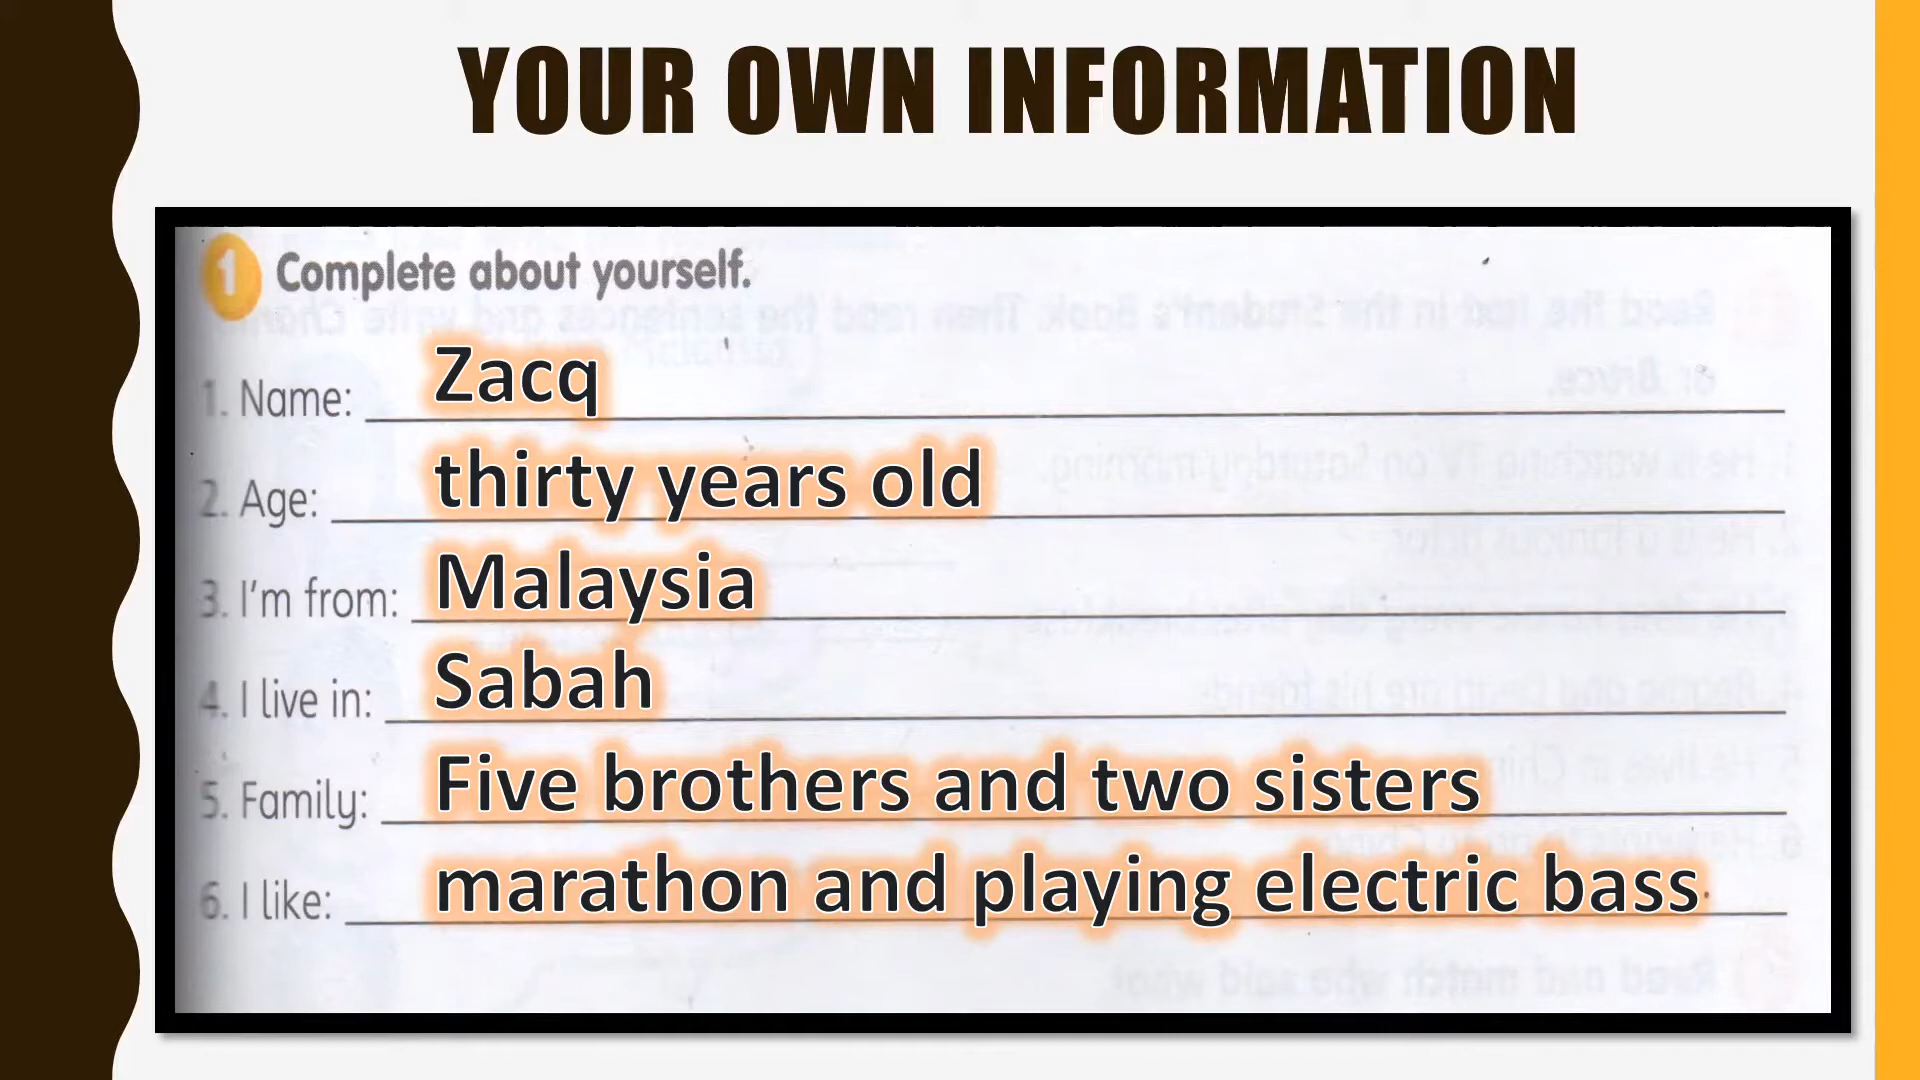 YOUR OWN INFORMATION
1 Complete about yourself.
1. Name: Zacq
2. Age: thirty years old
3. I'm from: Malaysia
4. I live in: Sabah
5. Family: Five brothers and two sisters
6. I like: marathon and playing electric bass